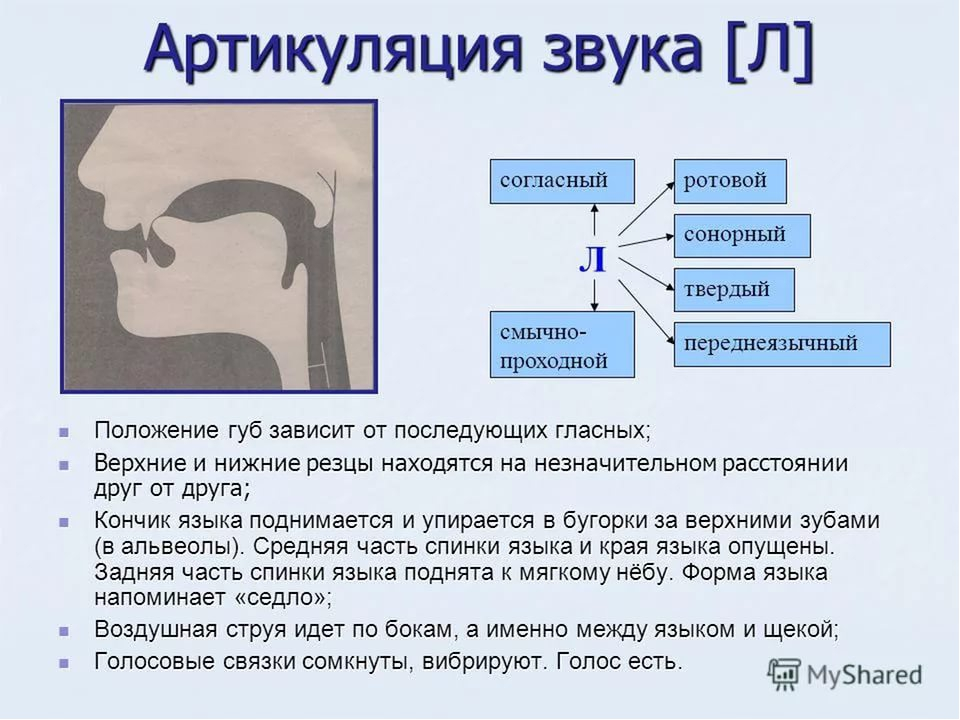 Артикуляция звука [Л]
согласный
ротовой
сонорный
Л
твердый
смычно-
проходной
переднеязычный
Положение губ зависит от последующих гласных;
Верхние и нижние резцы находятся на незначительном расстоянии
друг от друга;
Кончик языка поднимается и упирается в бугорки за верхними зубами
(в альвеолы). Средняя часть спинки языка и края языка опущены.
Задняя часть спинки языка поднята к мягкому нёбу. Форма языка
напоминает «седло»;
Воздушная струя идет по бокам, а именно между языком и щекой;
Голосовые связки сомкнуты, вибрируют. Голос есть.
MyShared